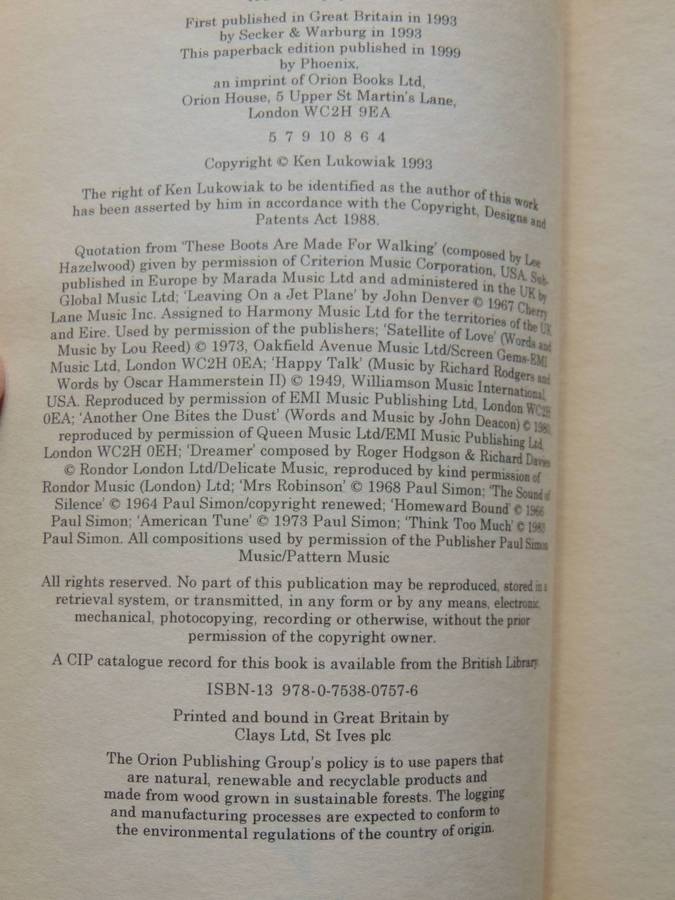 First published in Great Britain in 1993
by Secker & Warburg in 1993
This paperback edition published in 1999
by Phoenix,
an imprint of Orion Books Ltd,
Orion House, 5 Upper St Martin's Lane,
London WC2H 9EA
5 7 9 10 8 6 4
Copyright © Ken Lukowiak 1993
The right of Ken Lukowiak to be identified as the author of this work
has been asserted by him in accordance with the Copyright, Designs and
Patents Act 1988.
Quotation from 'These Boots Are Made For Walking' (composed by Lee
Hazelwood) given by permission of Criterion Music Corporation, USA. Sub-
published in Europe by Marada Music Ltd and administered in the UK by
Global Music Ltd; 'Leaving On a Jet Plane' by John Denver © 1967 Cherry
Lane Music Inc. Assigned to Harmony Music Ltd for the territories of the UK
and Eire. Used by permission of the publishers; 'Satellite of Love' (Words and
Music by Lou Reed) © 1973, Oakfield Avenue Music Ltd/Screen Gems-EMI
Music Ltd, London WC2H 0EA; 'Happy Talk' (Music by Richard Rodgers and
Words by Oscar Hammerstein II) © 1949, Williamson Music International,
USA. Reproduced by permission of EMI Music Publishing Ltd, London WC2H
0EA; 'Another One Bites the Dust' (Words and Music by John Deacon) © 1980,
reproduced by permission of Queen Music Ltd/EMI Music Publishing Ltd,
London WC2H 0EH; 'Dreamer' composed by Roger Hodgson & Richard Davies
© Rondor London Ltd/Delicate Music, reproduced by kind permission of
Rondor Music (London) Ltd; 'Mrs Robinson' © 1968 Paul Simon; 'The Sound of
Silence' © 1964 Paul Simon/copyright renewed; 'Homeward Bound' © 1966
Paul Simon; 'American Tune' © 1973 Paul Simon; 'Think Too Much' © 1983
Paul Simon. All compositions used by permission of the Publisher Paul Simon
Music/Pattern Music
All rights reserved. No part of this publication may be reproduced, stored in a
retrieval system, or transmitted, in any form or by any means, electronic,
mechanical, photocopying, recording or otherwise, without the prior
permission of the copyright owner.
A CIP catalogue record for this book is available from the British Library.
ISBN-13 978-0-7538-0757-6
Printed and bound in Great Britain by
Clays Ltd, St Ives plc
The Orion Publishing Group's policy is to use papers that
are natural, renewable and recyclable products and
made from wood grown in sustainable forests. The logging
and manufacturing processes are expected to conform to
the environmental regulations of the country of origin.